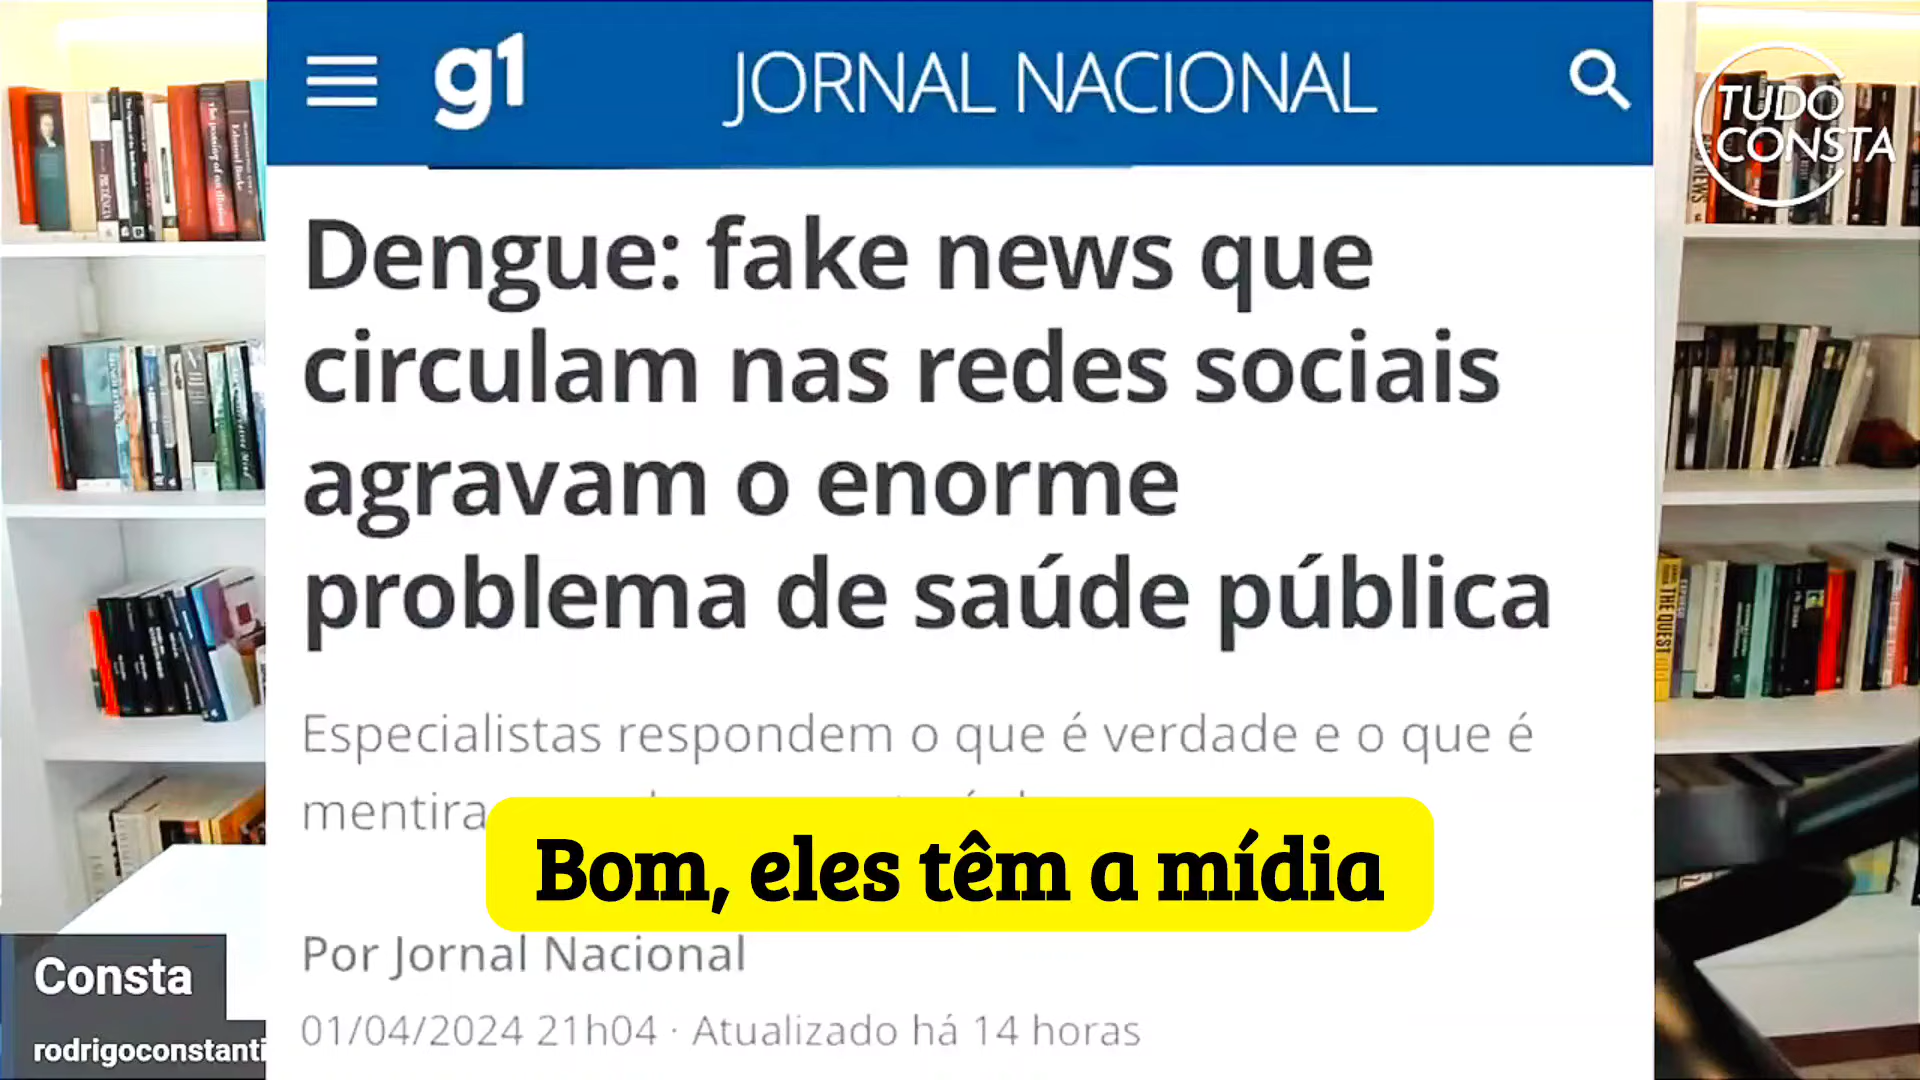 g1
JORNAL NACIONAL
TUDO
CONSTA
Dengue: fake news que
circulam nas redes sociais
agravam o enorme
problema de saúde pública
Especialistas respondem o que é verdade e o que é
mentira
Bom, eles têm a mídia
Por Jornal Nacional
01/04/2024 21h04 · Atualizado há 14 horas
Consta
rodrigoconstanti
THE QUEST